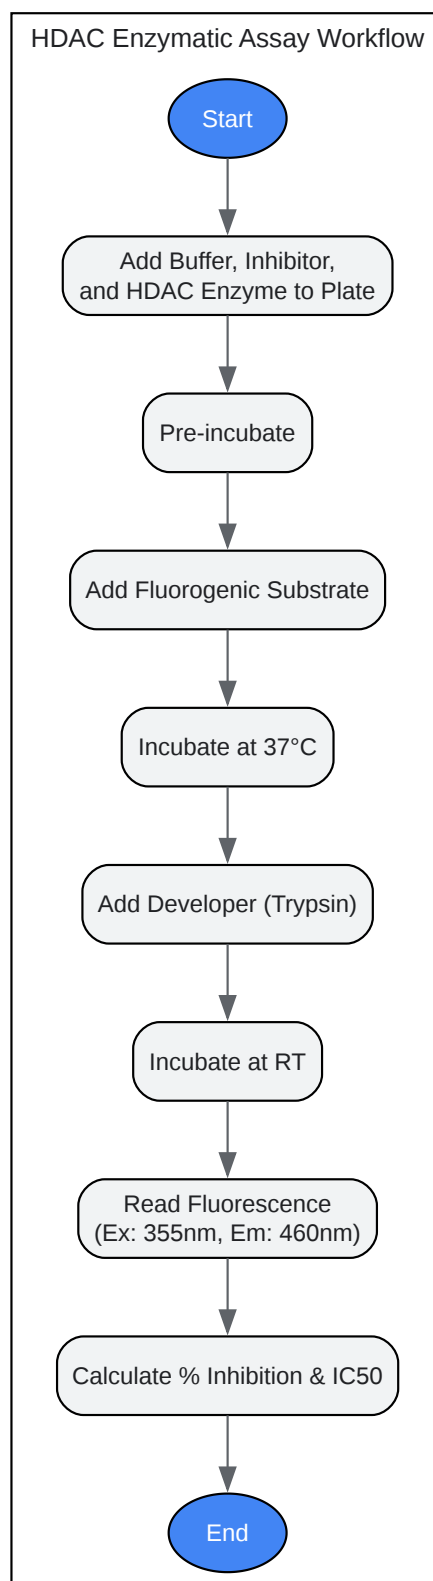 HDAC Enzymatic Assay Workflow
Start
Add Buffer, Inhibitor,
and HDAC Enzyme to Plate
Pre-incubate
Add Fluorogenic Substrate
Incubate at 37°C
Add Developer (Trypsin)
Incubate at RT
Read Fluorescence
(Ex: 355nm, Em: 460nm)
Calculate % Inhibition & IC50
End